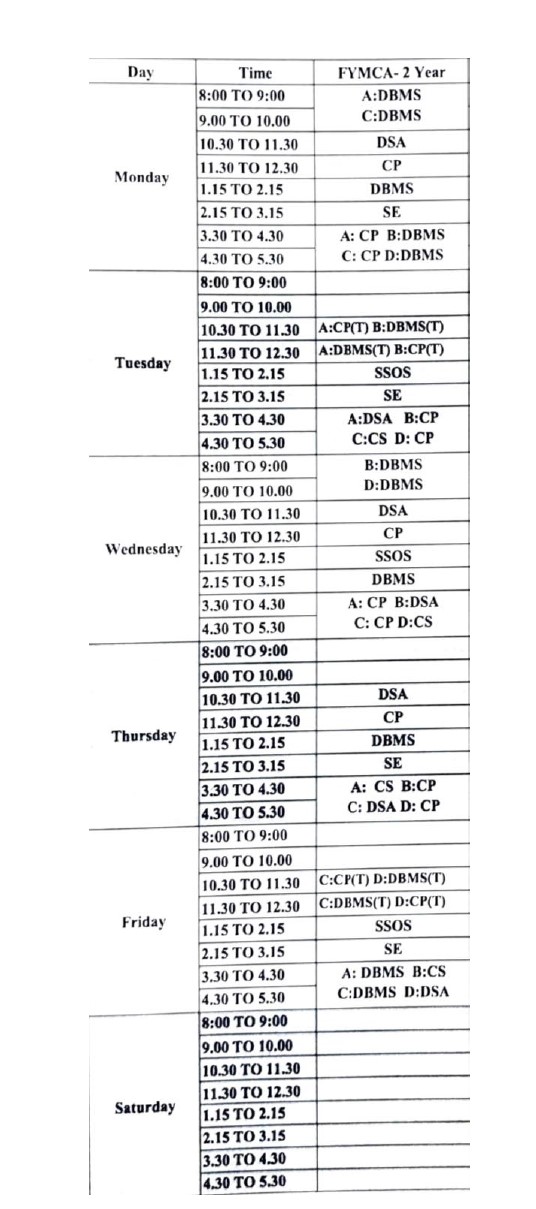 Day Time FYMCA- 2 Year
Monday
8:00 TO 9:00 A:DBMS
9.00 TO 10.00 C:DBMS
10.30 TO 11.30 DSA
11.30 TO 12.30 CP
1.15 TO 2.15 DBMS
2.15 TO 3.15 SE
3.30 TO 4.30 A: CP B:DBMS
4.30 TO 5.30 C: CP D:DBMS
Tuesday
8:00 TO 9:00
9.00 TO 10.00
10.30 TO 11.30 A:CP(T) B:DBMS(T)
11.30 TO 12.30 A:DBMS(T) B:CP(T)
1.15 TO 2.15 SSOS
2.15 TO 3.15 SE
3.30 TO 4.30 A:DSA B:CP
4.30 TO 5.30 C:CS D: CP
Wednesday
8:00 TO 9:00 B:DBMS
9.00 TO 10.00 D:DBMS
10.30 TO 11.30 DSA
11.30 TO 12.30 CP
1.15 TO 2.15 SSOS
2.15 TO 3.15 DBMS
3.30 TO 4.30 A: CP B:DSA
4.30 TO 5.30 C: CP D:CS
Thursday
8:00 TO 9:00
9.00 TO 10.00
10.30 TO 11.30 DSA
11.30 TO 12.30 CP
1.15 TO 2.15 DBMS
2.15 TO 3.15 SE
3.30 TO 4.30 A: CS B:CP
4.30 TO 5.30 C: DSA D: CP
Friday
8:00 TO 9:00
9.00 TO 10.00
10.30 TO 11.30 C:CP(T) D:DBMS(T)
11.30 TO 12.30 C:DBMS(T) D:CP(T)
1.15 TO 2.15 SSOS
2.15 TO 3.15 SE
3.30 TO 4.30 A: DBMS B:CS
4.30 TO 5.30 C:DBMS D:DSA
Saturday
8:00 TO 9:00
9.00 TO 10.00
10.30 TO 11.30
11.30 TO 12.30
1.15 TO 2.15
2.15 TO 3.15
3.30 TO 4.30
4.30 TO 5.30